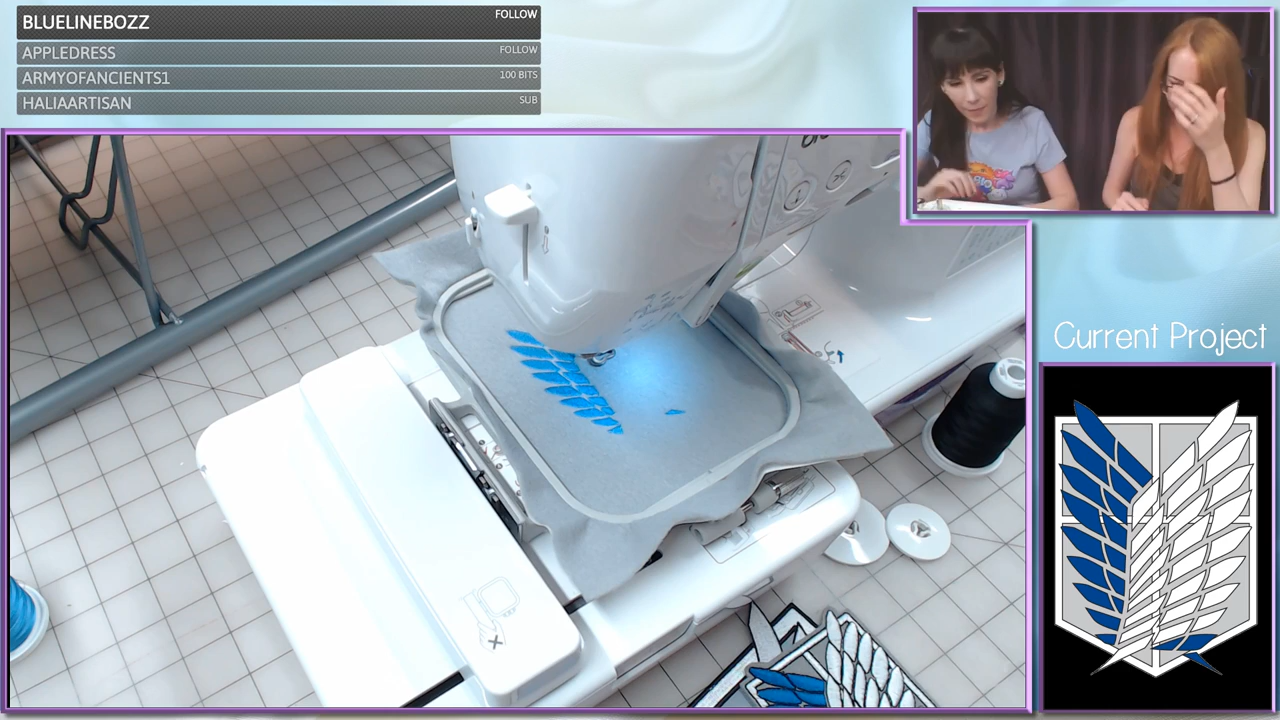 BLUELINEBOZZ FOLLOW
APPLEDRESS FOLLOW
ARMYOFANCIENTS1 100 BITS
HALIAARTISAN SUB
Current Project